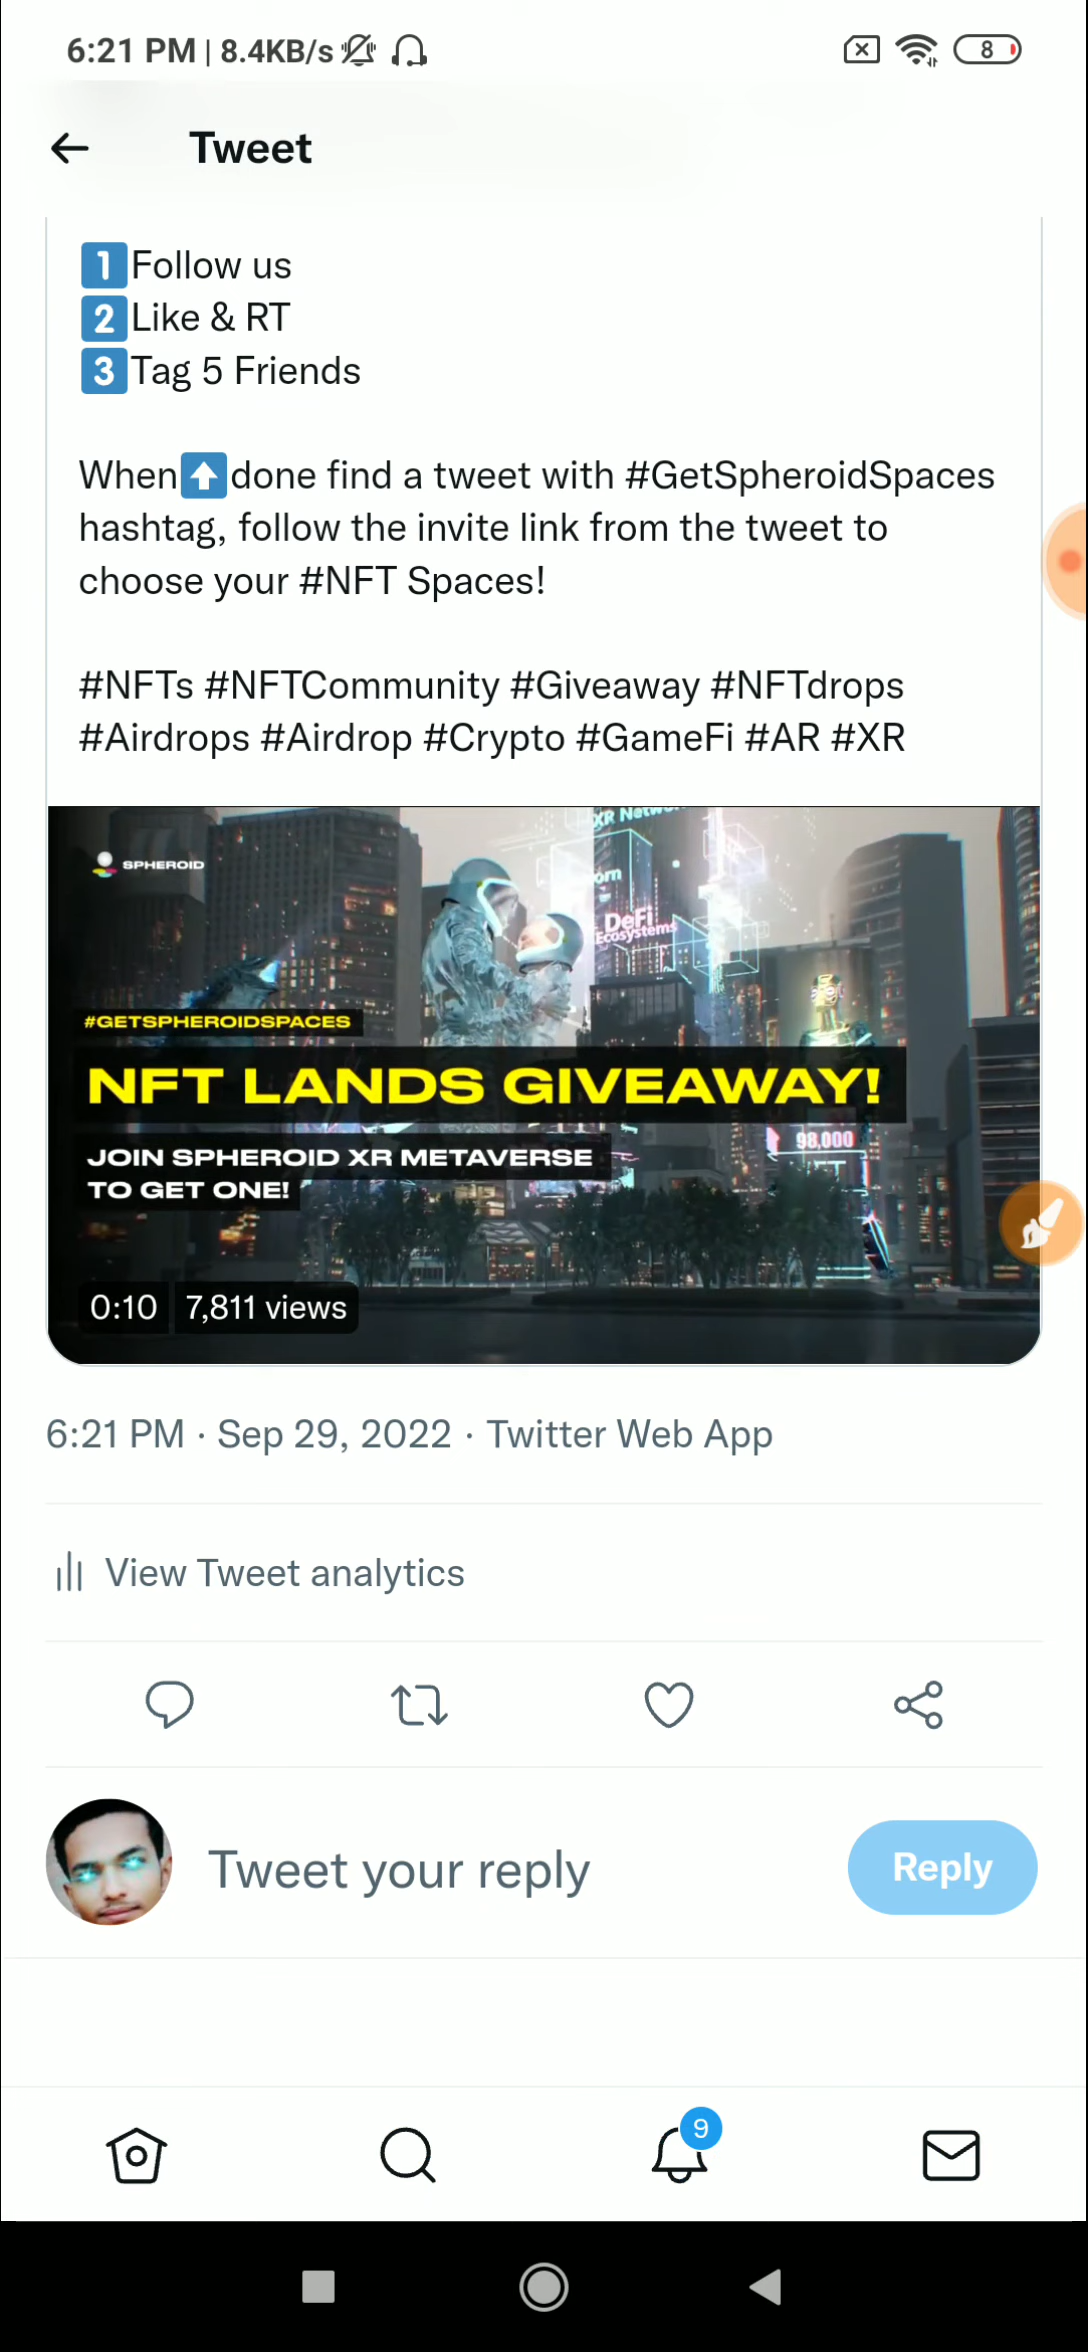 6:21 PM | 8.4KB/s
8
Tweet
1 Follow us
2 Like & RT
3 Tag 5 Friends
When⬆done find a tweet with #GetSpheroidSpaces
hashtag, follow the invite link from the tweet to
choose your #NFT Spaces!
#NFTs #NFTCommunity #Giveaway #NFTdrops
#Airdrops #Airdrop #Crypto #GameFi #AR #XR
SPHEROID
DeFi
Ecosystems
#GETSPHEROIDSPACES
NFT LANDS GIVEAWAY!
98,000
JOIN SPHEROID XR METAVERSE
TO GET ONE!
0:10 7,811 views
6:21 PM · Sep 29, 2022 · Twitter Web App
View Tweet analytics
Tweet your reply
Reply
9